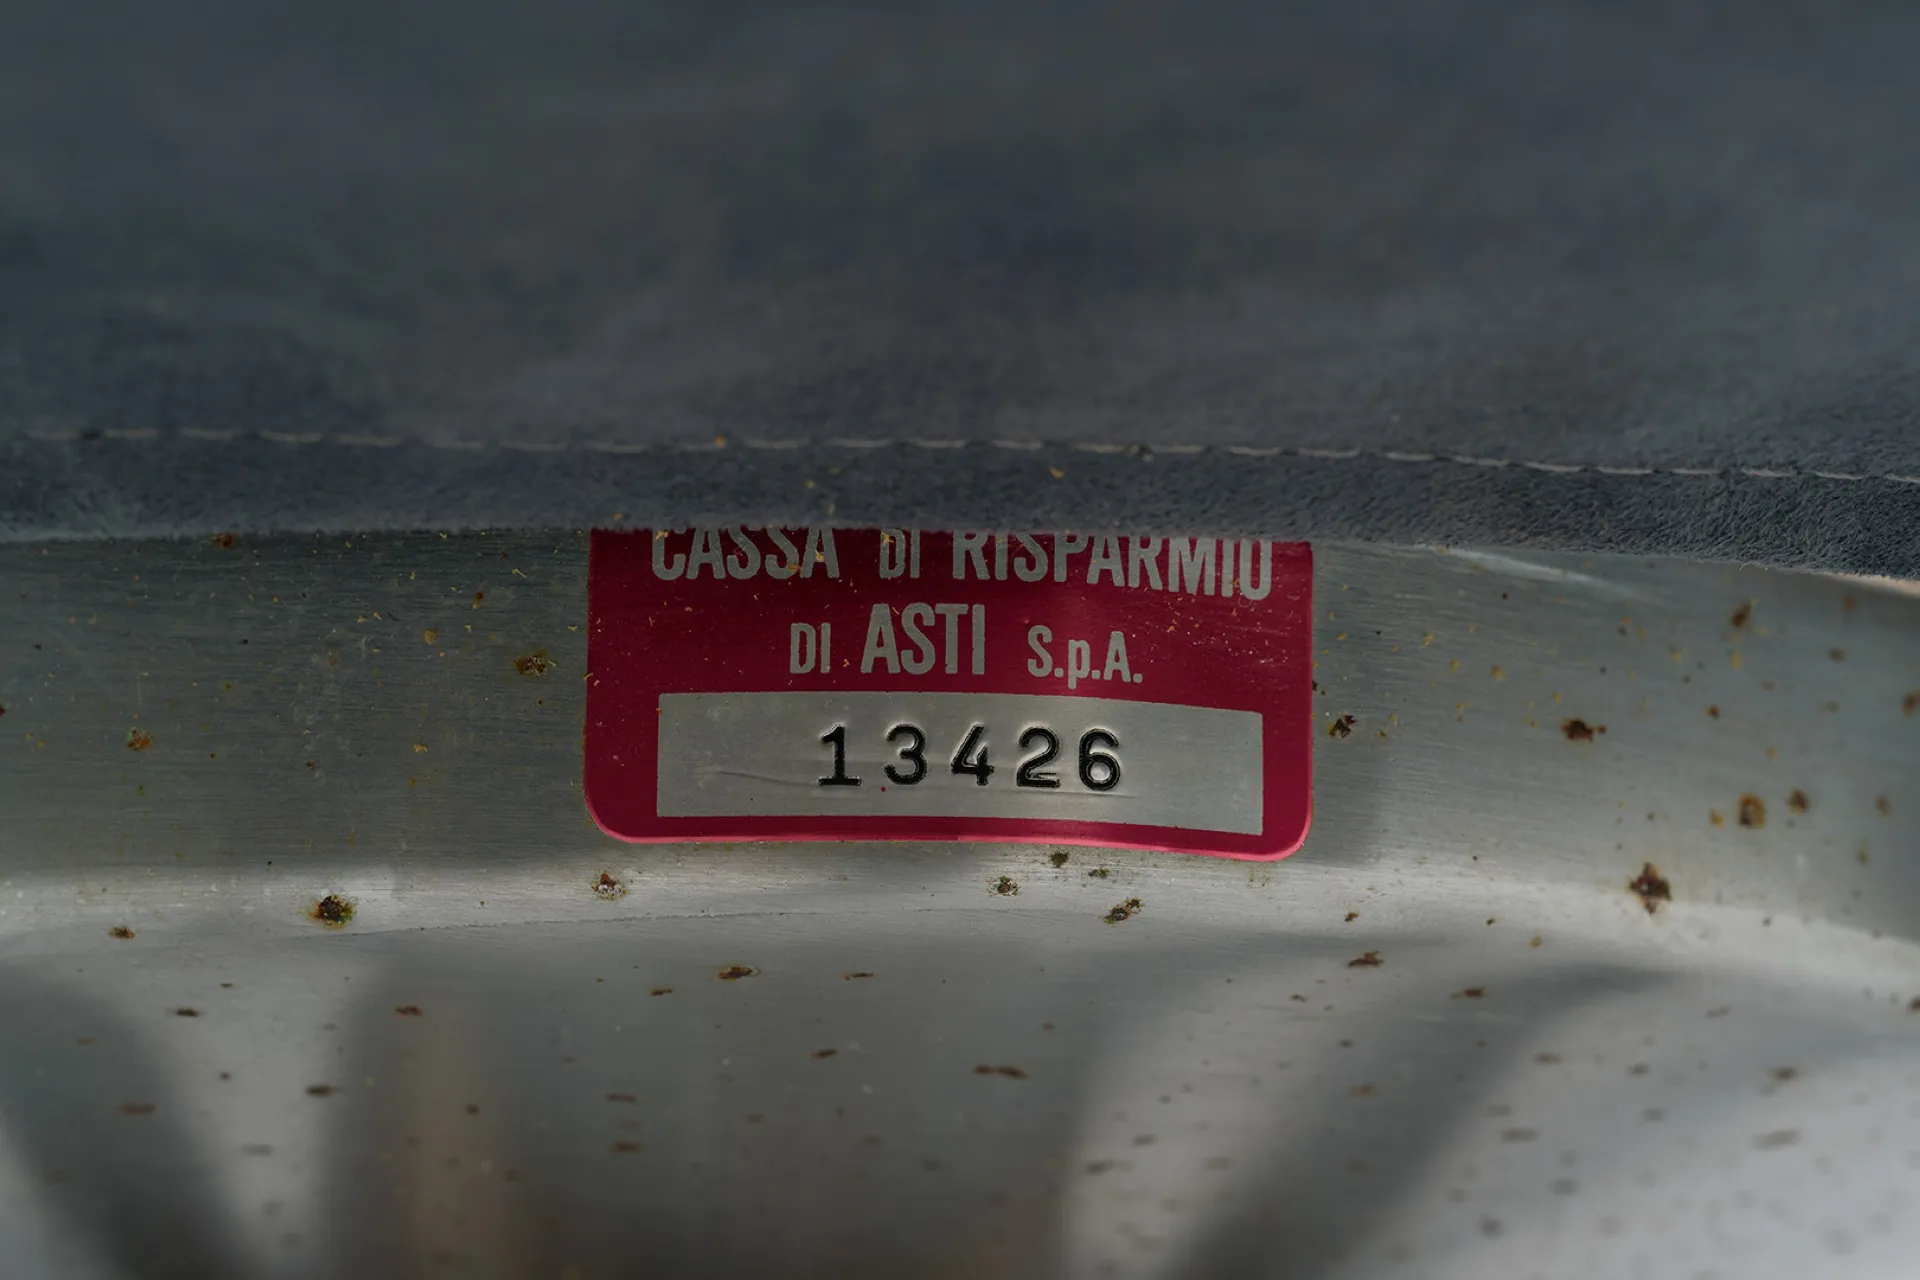 CASSA DI RISPARMIO
DI ASTI S.p.A.
13426